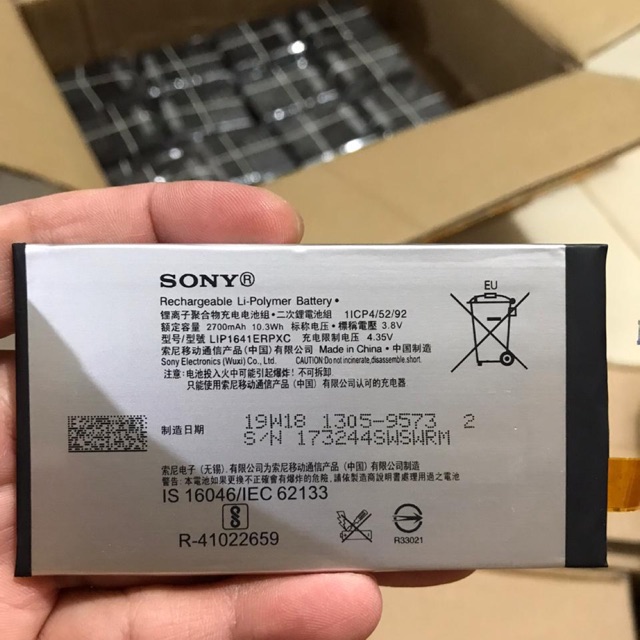 SONY®
Rechargeable Li-Polymer Battery •
锂离子聚合物充电电池组 • 二次鋰電池組 1ICP4/52/92
额定容量 2700mAh 10.3Wh 标称电压 • 標稱電壓 3.8V
型号/型號 LIP1641ERPXC 充电限制电压 4.35V
索尼移动通信产品(中国)有限公司 Made in China • 中国制造
Sony Electronics (Wuxi) Co., Ltd. CAUTION Do not incinerate, disassemble, short.
警告: 电池投入火中可能引起爆炸! 不可拆卸
只能使用索尼移动通信产品 (中国) 有限公司认可的充电器
EU
制造日期
19W18 1305-9573 2
S/N 173244SWSWRM
索尼电子 (无锡) 有限公司为索尼移动通信产品 (中国) 有限公司
警告: 本電池如果更換不正確會有爆炸的危險, 請依製造商說明書處理用過之電池
IS 16046/IEC 62133
R-41022659
R33021